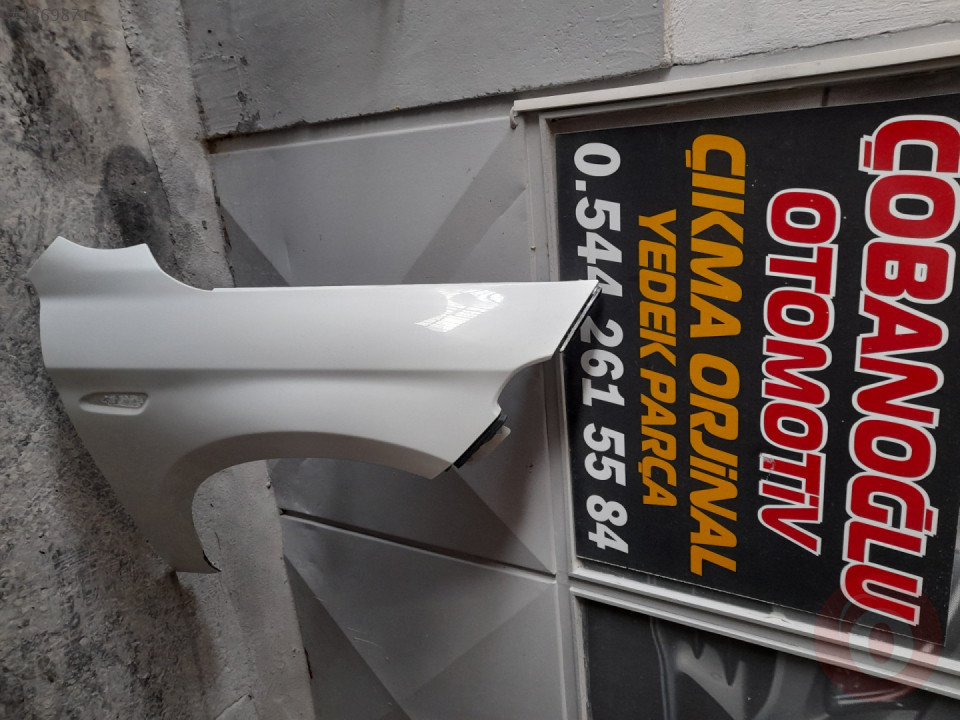 ÇOBANOĞLU
OTOMOTİV
ÇIKMA ORJİNAL
YEDEK PARÇA
0.544 261 55 84